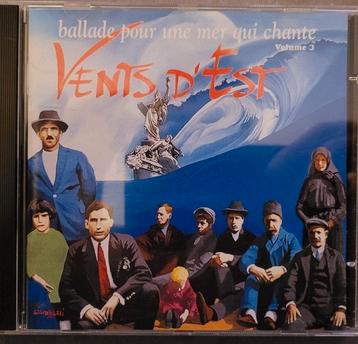 ballade pour une mer qui chante
Volume 3
VENTS D'EST